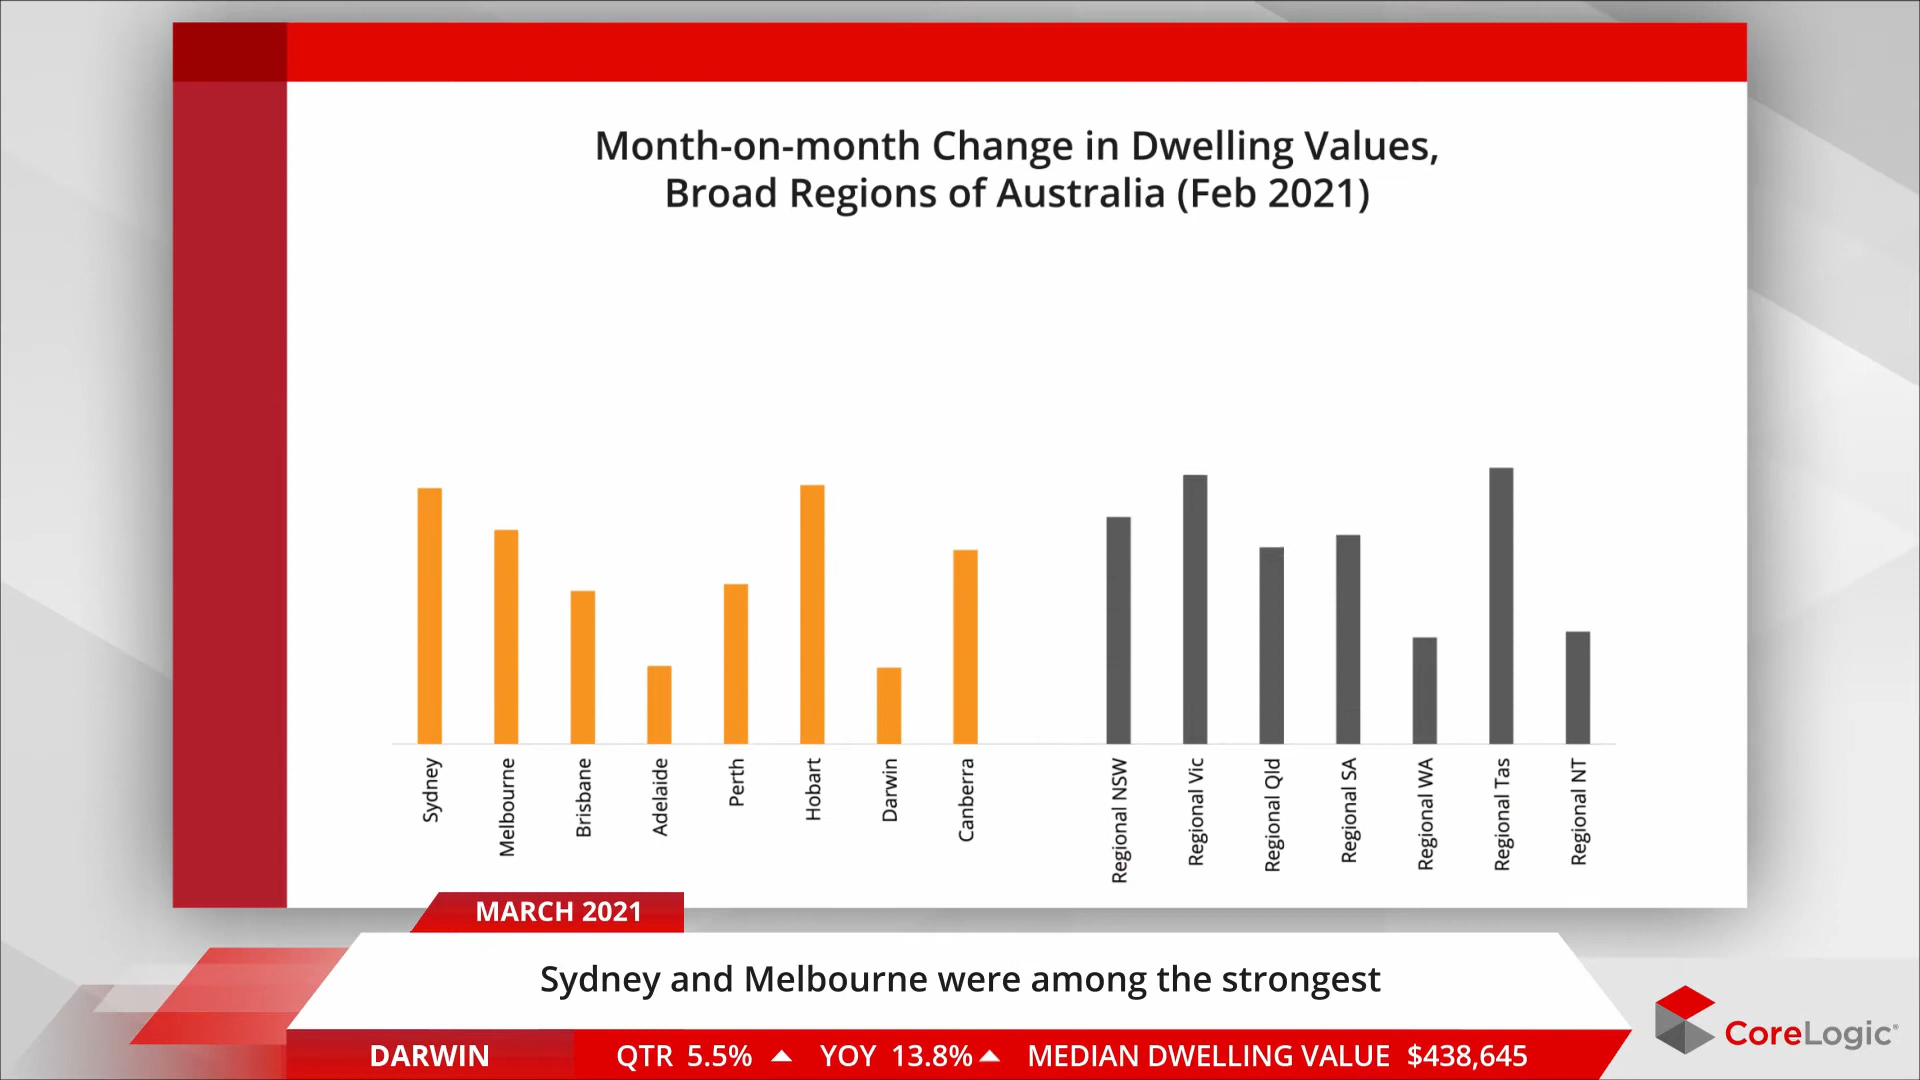 Month-on-month Change in Dwelling Values,
Broad Regions of Australia (Feb 2021)
Sydney
Melbourne
Brisbane
Adelaide
Perth
Hobart
Darwin
Canberra
Regional NSW
Regional Vic
Regional Qld
Regional SA
Regional WA
Regional Tas
Regional NT
MARCH 2021
Sydney and Melbourne were among the strongest
DARWIN QTR 5.5% YOY 13.8% MEDIAN DWELLING VALUE $438,645
CoreLogic®